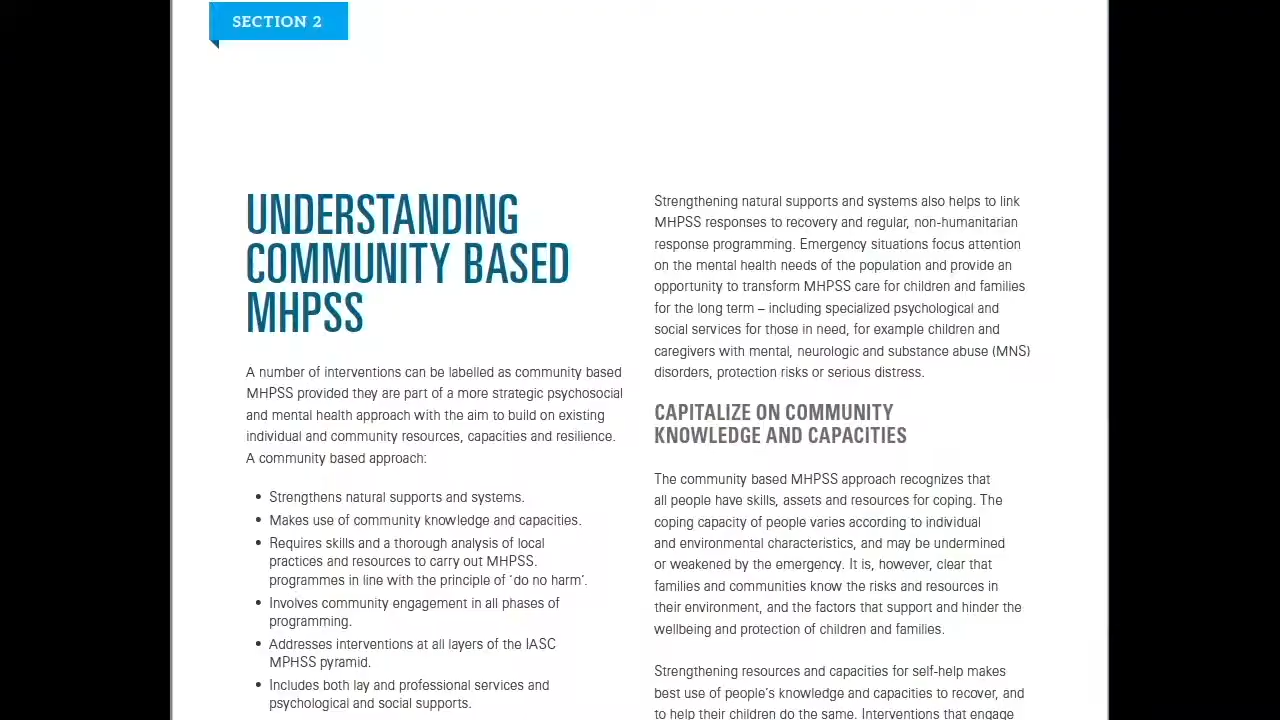 SECTION 2
UNDERSTANDING
COMMUNITY BASED
MHPSS
A number of interventions can be labelled as community based
MHPSS provided they are part of a more strategic psychosocial
and mental health approach with the aim to build on existing
individual and community resources, capacities and resilience.
A community based approach:
• Strengthens natural supports and systems.
• Makes use of community knowledge and capacities.
• Requires skills and a thorough analysis of local
practices and resources to carry out MHPSS.
programmes in line with the principle of ‘do no harm’.
• Involves community engagement in all phases of
programming.
• Addresses interventions at all layers of the IASC
MPHSS pyramid.
• Includes both lay and professional services and
psychological and social supports.
Strengthening natural supports and systems also helps to link
MHPSS responses to recovery and regular, non-humanitarian
response programming. Emergency situations focus attention
on the mental health needs of the population and provide an
opportunity to transform MHPSS care for children and families
for the long term – including specialized psychological and
social services for those in need, for example children and
caregivers with mental, neurologic and substance abuse (MNS)
disorders, protection risks or serious distress.
CAPITALIZE ON COMMUNITY
KNOWLEDGE AND CAPACITIES
The community based MHPSS approach recognizes that
all people have skills, assets and resources for coping. The
coping capacity of people varies according to individual
and environmental characteristics, and may be undermined
or weakened by the emergency. It is, however, clear that
families and communities know the risks and resources in
their environment, and the factors that support and hinder the
wellbeing and protection of children and families.
Strengthening resources and capacities for self-help makes
best use of people’s knowledge and capacities to recover, and
to help their children do the same. Interventions that engage